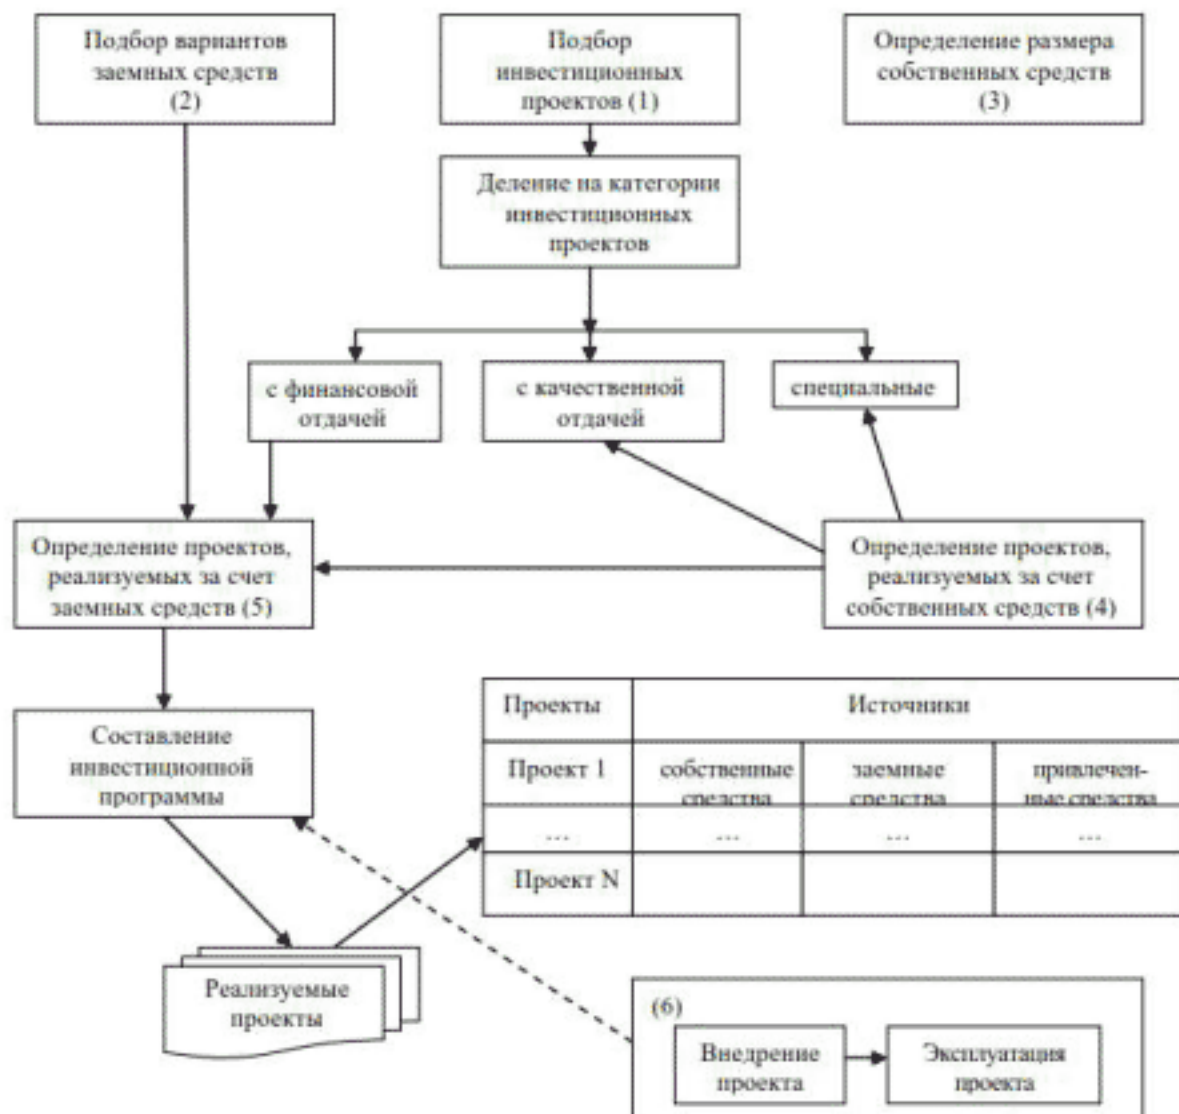 Подбор вариантов
заемных средств
(2)
Подбор
инвестиционных
проектов (1)
Определение размера
собственных средств
(3)
Деление на категории
инвестиционных
проектов
с финансовой
отдачей
с качественной
отдачей
специальные
Определение проектов,
реализуемых за счет
заемных средств (5)
Определение проектов,
реализуемых за счет
собственных средств (4)
Составление
инвестиционной
программы
Проекты
Источники
Проект 1
собственные
средства
заемные
средства
привлечен-
ные средства
...
...
...
...
Проект N
Реализуемые
проекты
(6)
Внедрение
проекта
Эксплуатация
проекта